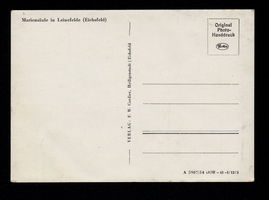 Mariensäule in Leinefelde (Eichsfeld)
Original
Photo-
Handdruck
VERLAG: F. W. Cordier, Heiligenstadt (Eichsfeld)